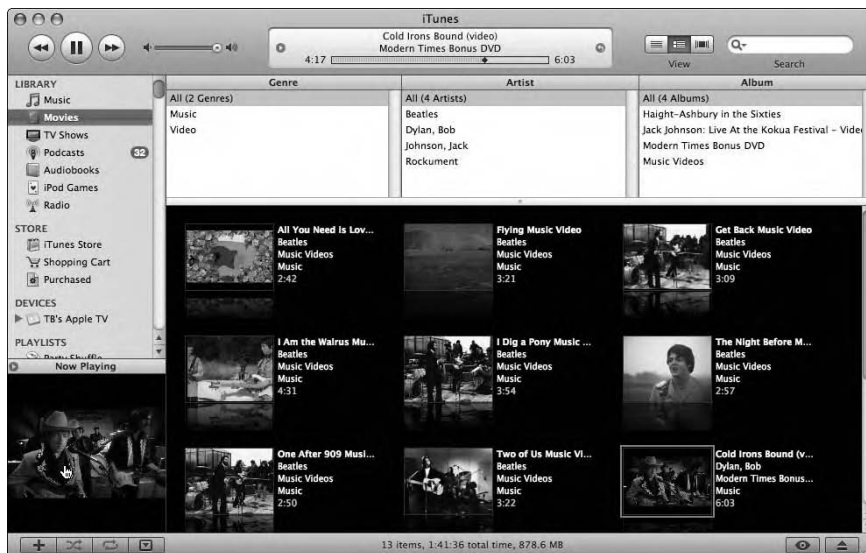 iTunes
Cold Irons Bound (video)
Modern Times Bonus DVD
4:17
6:03
View
Search
LIBRARY
Music
Movies
TV Shows
Podcasts
32
Audiobooks
iPod Games
Radio
STORE
iTunes Store
Shopping Cart
Purchased
DEVICES
TB's Apple TV
PLAYLISTS
Party Shuffle
Now Playing
Genre
All (2 Genres)
Music
Video
Artist
All (4 Artists)
Beatles
Dylan, Bob
Johnson, Jack
Rockument
Album
All (4 Albums)
Haight-Ashbury in the Sixties
Jack Johnson: Live At the Kokua Festival – Vide
Modern Times Bonus DVD
Music Videos
All You Need is Lov...
Beatles
Music Videos
Music
2:42
Flying Music Video
Beatles
Music Videos
Music
3:21
Get Back Music Video
Beatles
Music Videos
Music
3:09
I Am the Walrus Mu...
Beatles
Music Videos
Music
4:31
I Dig a Pony Music ...
Beatles
Music Videos
Music
3:54
The Night Before M...
Beatles
Music Videos
Music
2:57
One After 909 Musi...
Beatles
Music Videos
Music
2:50
Two of Us Music Vi...
Beatles
Music Videos
Music
3:22
Cold Irons Bound (v...
Dylan, Bob
Modern Times Bonus...
Music
6:03
13 items, 1:41:36 total time, 878.6 MB